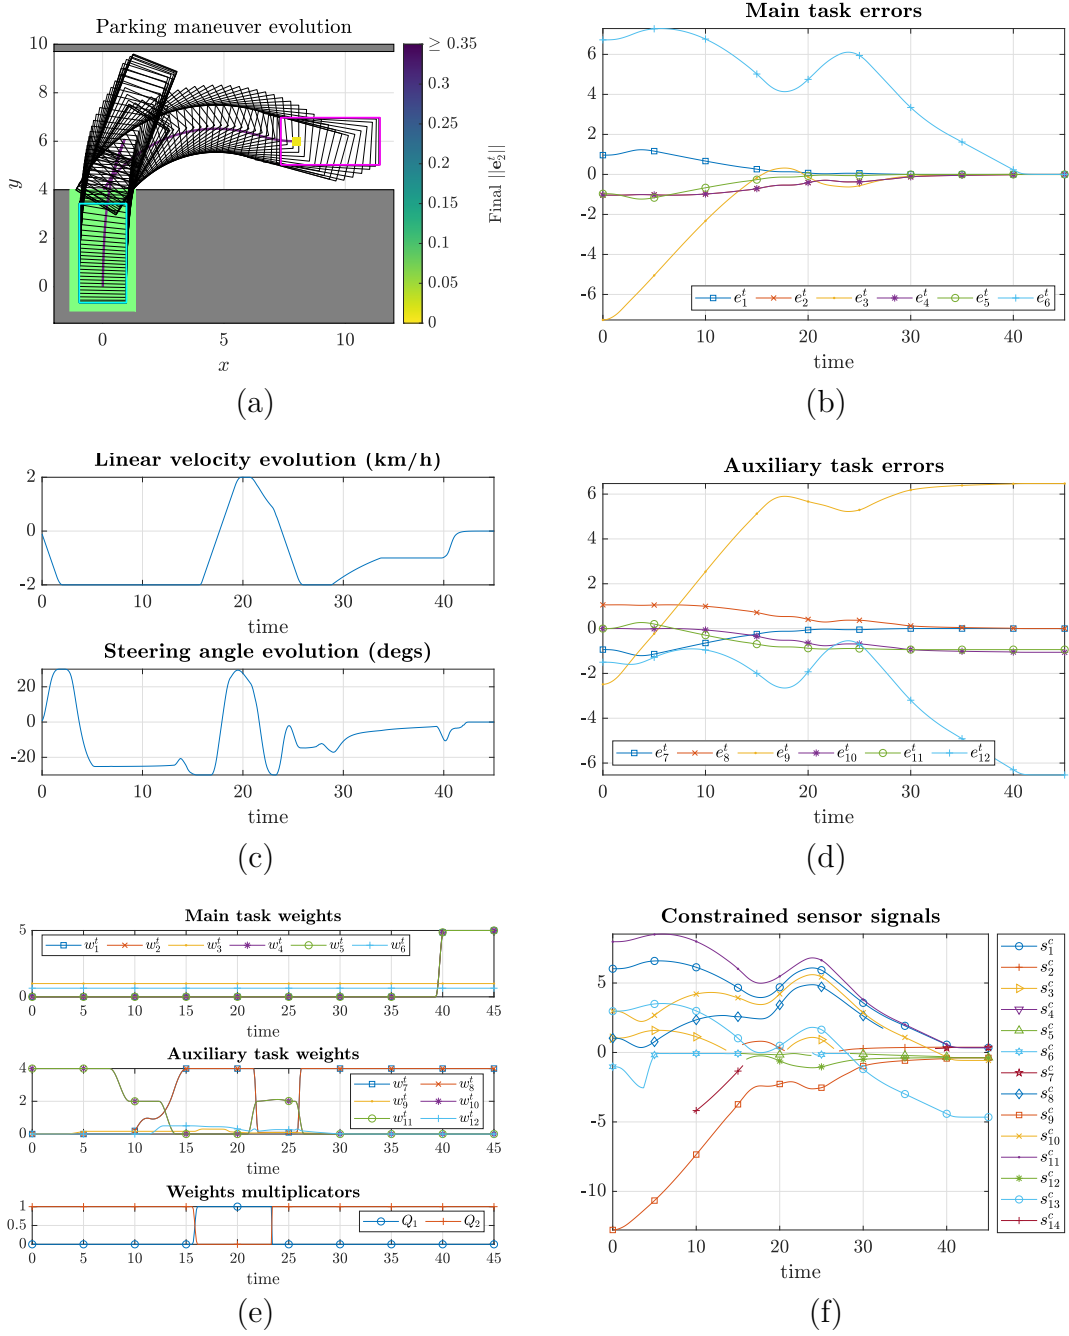 Parking maneuver evolution
10
8
6
4
2
0
y
0
5
10
x
≥ 0.35
0.3
0.25
0.2
0.15
0.1
0.05
0
Final ||e₂ᵗ||
(a)
Main task errors
6
4
2
0
-2
-4
-6
e₁ᵗ e₂ᵗ e₃ᵗ e₄ᵗ e₅ᵗ e₆ᵗ
0 10 20 30 40
time
(b)
Linear velocity evolution (km/h)
2
0
-2
0 10 20 30 40
time
Steering angle evolution (degs)
20
0
-20
0 10 20 30 40
time
(c)
Auxiliary task errors
6
4
2
0
-2
-4
-6
e₇ᵗ e₈ᵗ e₉ᵗ e₁₀ᵗ e₁₁ᵗ e₁₂ᵗ
0 10 20 30 40
time
(d)
Main task weights
5
0
w₁ᵗ w₂ᵗ w₃ᵗ w₄ᵗ w₅ᵗ w₆ᵗ
0 5 10 15 20 25 30 35 40 45
time
Auxiliary task weights
4
2
0
w₇ᵗ w₈ᵗ
w₉ᵗ w₁₀ᵗ
w₁₁ᵗ w₁₂ᵗ
0 5 10 15 20 25 30 35 40 45
time
Weights multiplicators
1
0.5
0
Q₁ Q₂
0 5 10 15 20 25 30 35 40 45
time
(e)
Constrained sensor signals
5
0
-5
-10
0 10 20 30 40
time
s₁ᶜ
s₂ᶜ
s₃ᶜ
s₄ᶜ
s₅ᶜ
s₆ᶜ
s₇ᶜ
s₈ᶜ
s₉ᶜ
s₁₀ᶜ
s₁₁ᶜ
s₁₂ᶜ
s₁₃ᶜ
s₁₄ᶜ
(f)